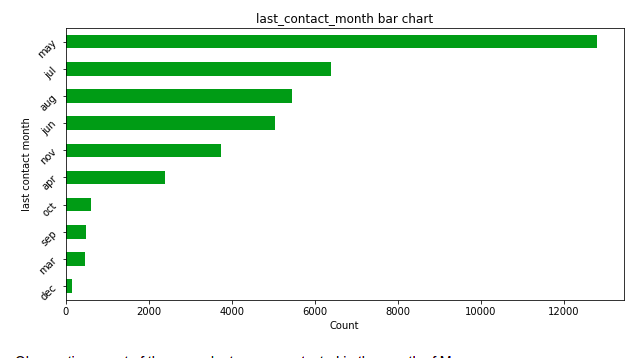 last_contact_month bar chart
last contact month
may
jul
aug
jun
nov
apr
oct
sep
mar
dec
0 2000 4000 6000 8000 10000 12000
Count